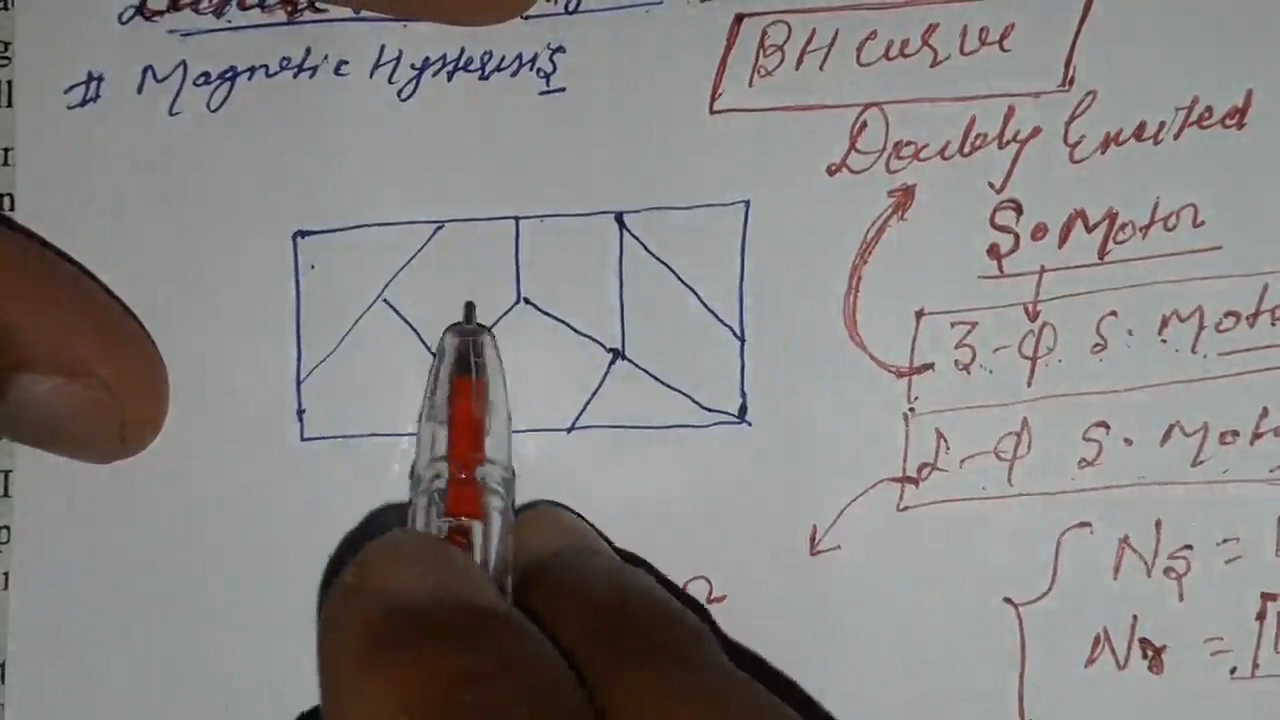 # Magnetic Hysteresis
BH Curve
Doubly Excited
S. Motor
3-φ S. Moto
1-φ S. Moto
Ns =
Nr =